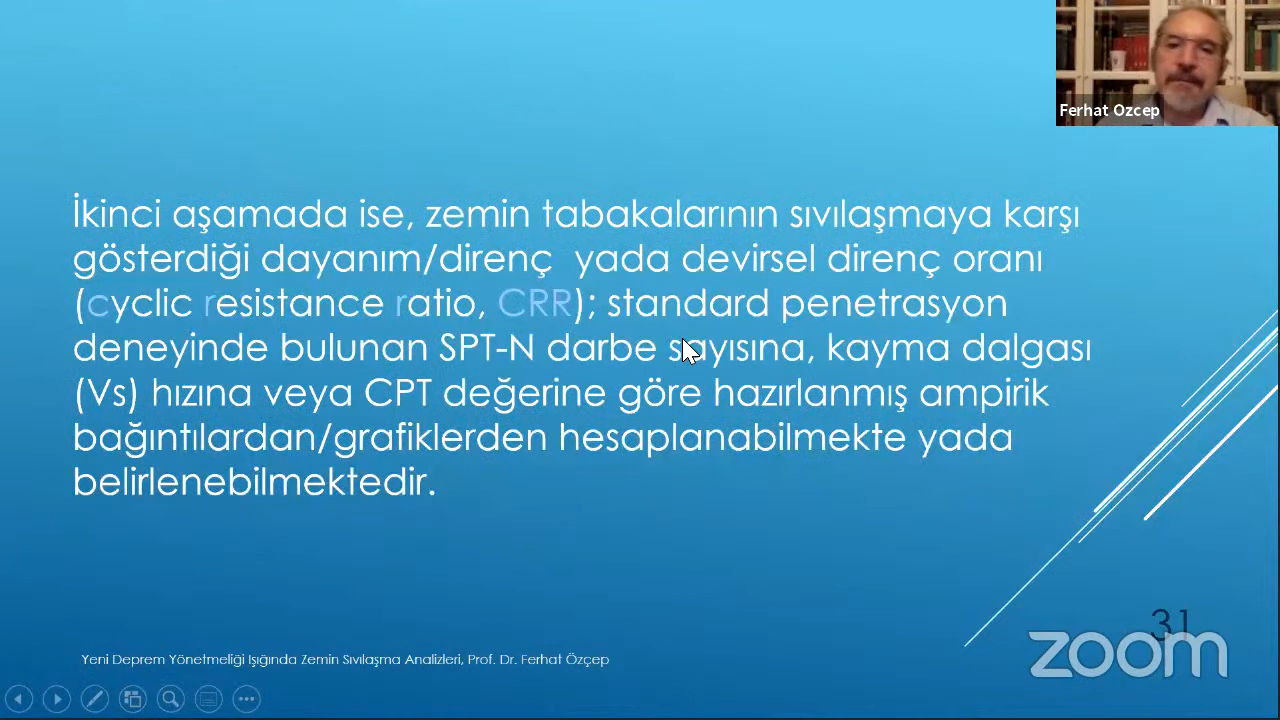 Ferhat Ozcep
İkinci aşamada ise, zemin tabakalarının sıvılaşmaya karşı
gösterdiği dayanım/direnç  yada devirsel direnç oranı
(cyclic resistance ratio, CRR); standard penetrasyon
deneyinde bulunan SPT-N darbe sayısına, kayma dalgası
(Vs) hızına veya CPT değerine göre hazırlanmış ampirik
bağıntılardan/grafiklerden hesaplanabilmekte yada
belirlenebilmektedir.
31
zoom
Yeni Deprem Yönetmeliği Işığında Zemin Sıvılaşma Analizleri, Prof. Dr. Ferhat Özçep